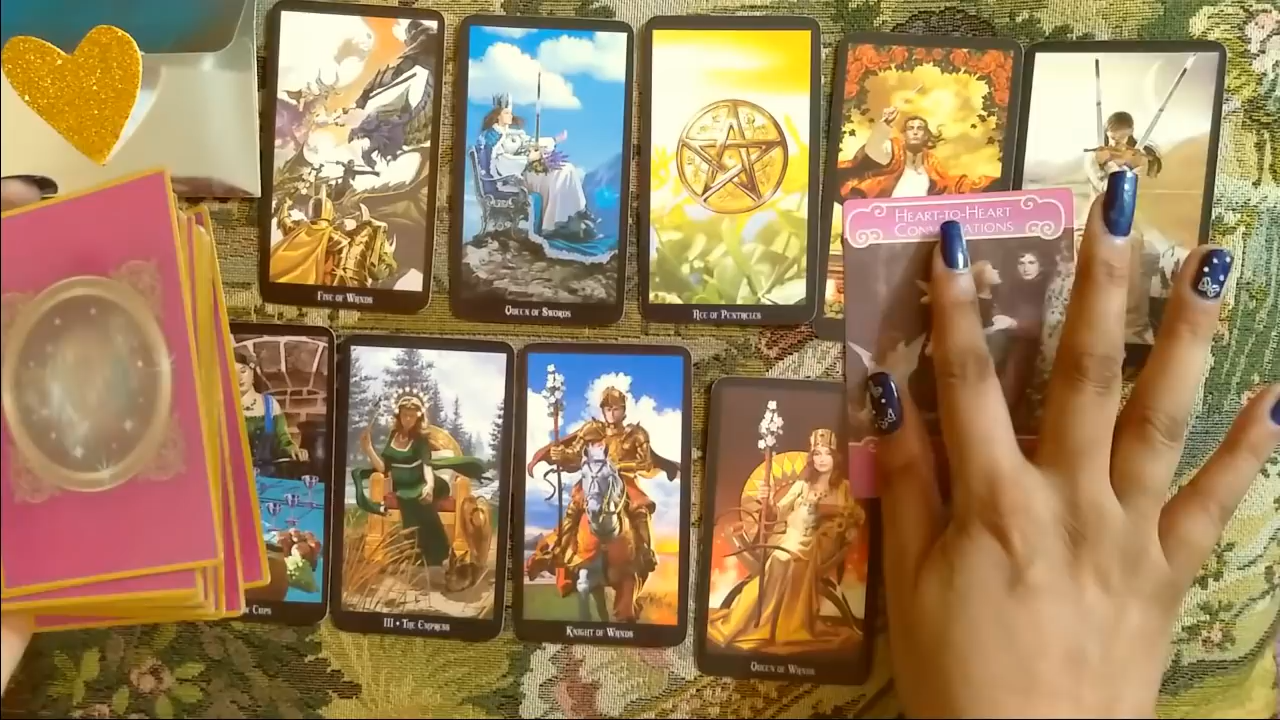 Five of Wands
Queen of Swords
Ace of Pentacles
Heart-to-Heart
Cups
III • The Empress
Knight of Wands
Queen of Wands